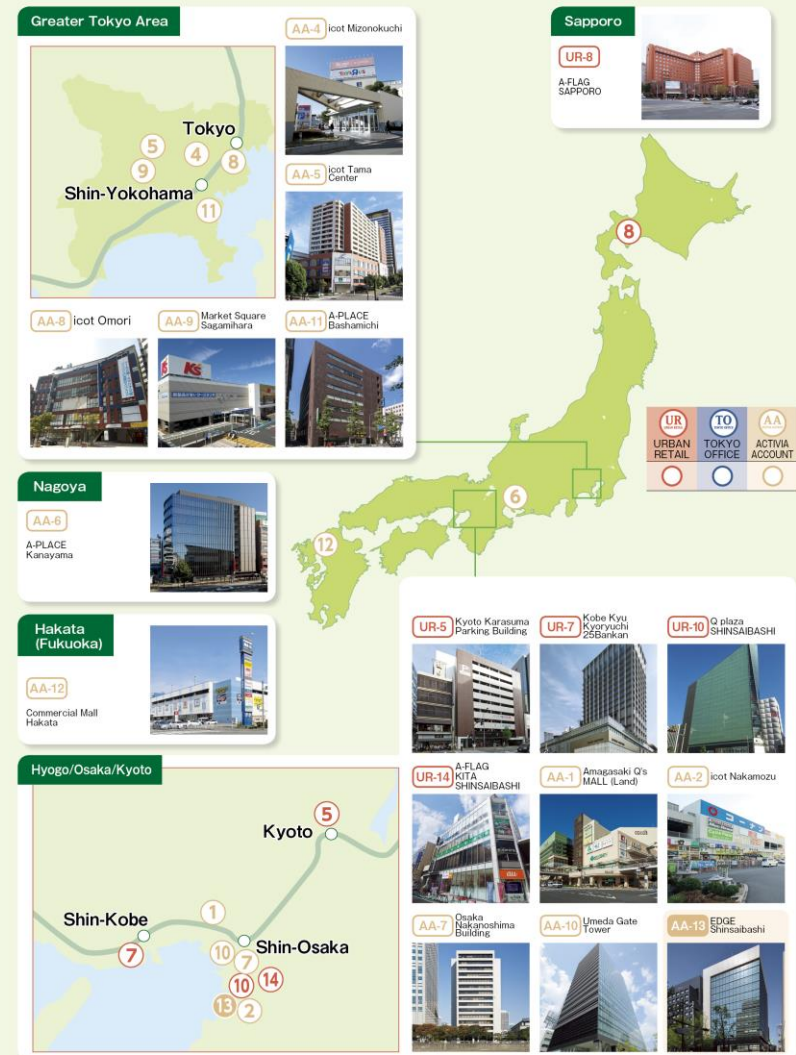 Greater Tokyo Area
AA-4 icot Mizonokuchi
Tokyo
5
4
9
8
Shin-Yokohama
11
AA-5 icot Tama
Center
AA-8 icot Omori
AA-9 Market Square
Sagamihara
AA-11 A-PLACE
Bashamichi
K's
Sapporo
UR-8
A-FLAG
SAPPORO
8
6
12
UR
URBAN
RETAIL
TO
TOKYO
OFFICE
AA
ACTIVIA
ACCOUNT
Nagoya
AA-6
A-PLACE
Kanayama
Hakata
(Fukuoka)
AA-12
Commercial Mall
Hakata
Hyogo/Osaka/Kyoto
5
Kyoto
1
Shin-Kobe
7
Shin-Osaka
10
7
10
14
13
2
UR-5 Kyoto Karasuma
Parking Building
UR-7 Kobe Kyu
Kyoryuchi
25Bankan
UR-10 Q plaza
SHINSAIBASHI
UR-14 A-FLAG
KITA
SHINSAIBASHI
AA-1 Amagasaki Q's
MALL (Land)
AA-2 icot Nakamozu
コーナン
AA-7 Osaka
Nakanoshima
Building
AA-10 Umeda Gate
Tower
AA-13 EDGE
Shinsaibashi